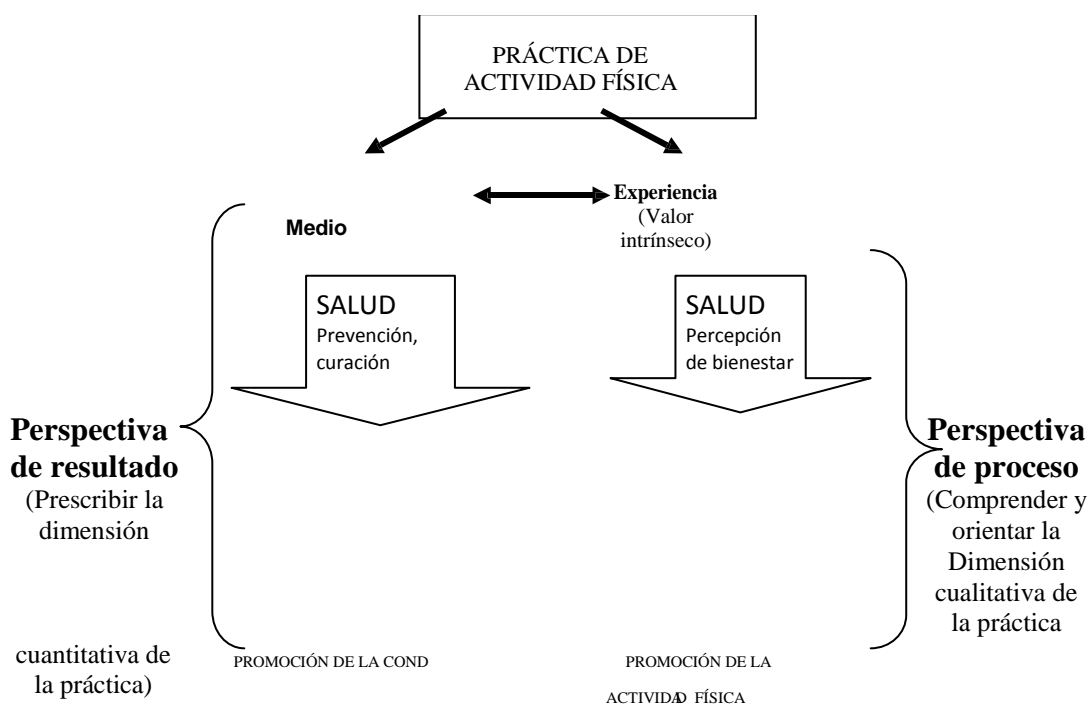 PRÁCTICA DE
ACTIVIDAD FÍSICA
Medio
Experiencia
(Valor
intrínseco)
SALUD
Prevención,
curación
SALUD
Percepción
de bienestar
Perspectiva
de resultado
(Prescribir la
dimensión
cuantitativa de
la práctica)
Perspectiva
de proceso
(Comprender y
orientar la
Dimensión
cualitativa de
la práctica
PROMOCIÓN DE LA COND
PROMOCIÓN DE LA
ACTIVIDAD FÍSICA